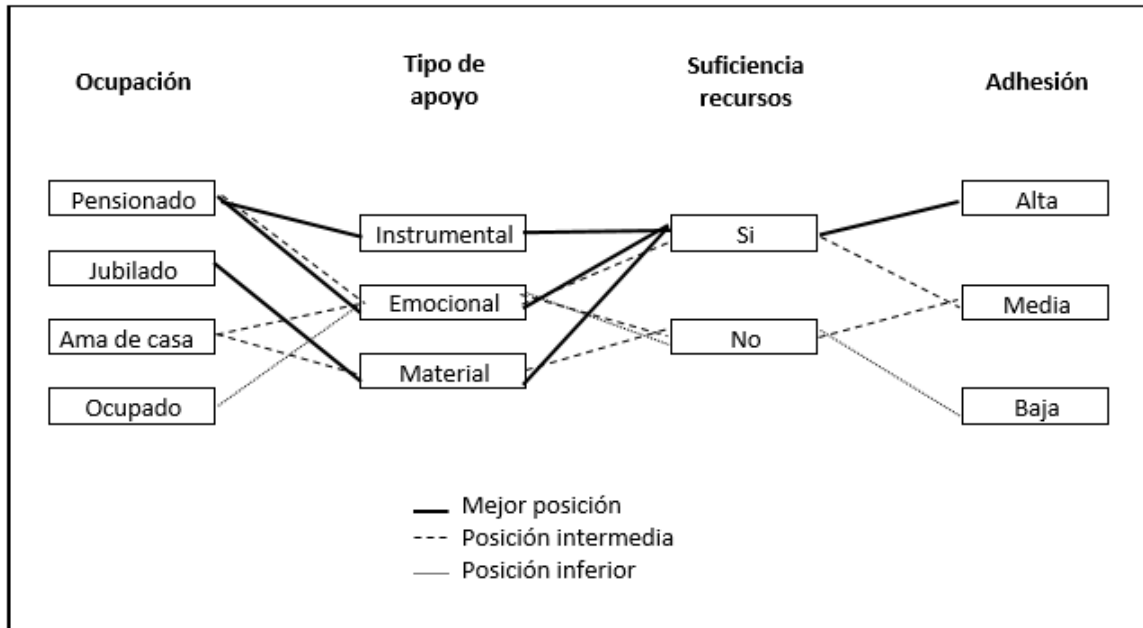 Ocupación
Tipo de
apoyo
Suficiencia
recursos
Adhesión
Pensionado
Jubilado
Ama de casa
Ocupado
Instrumental
Emocional
Material
Si
No
Alta
Media
Baja
Mejor posición
Posición intermedia
Posición inferior